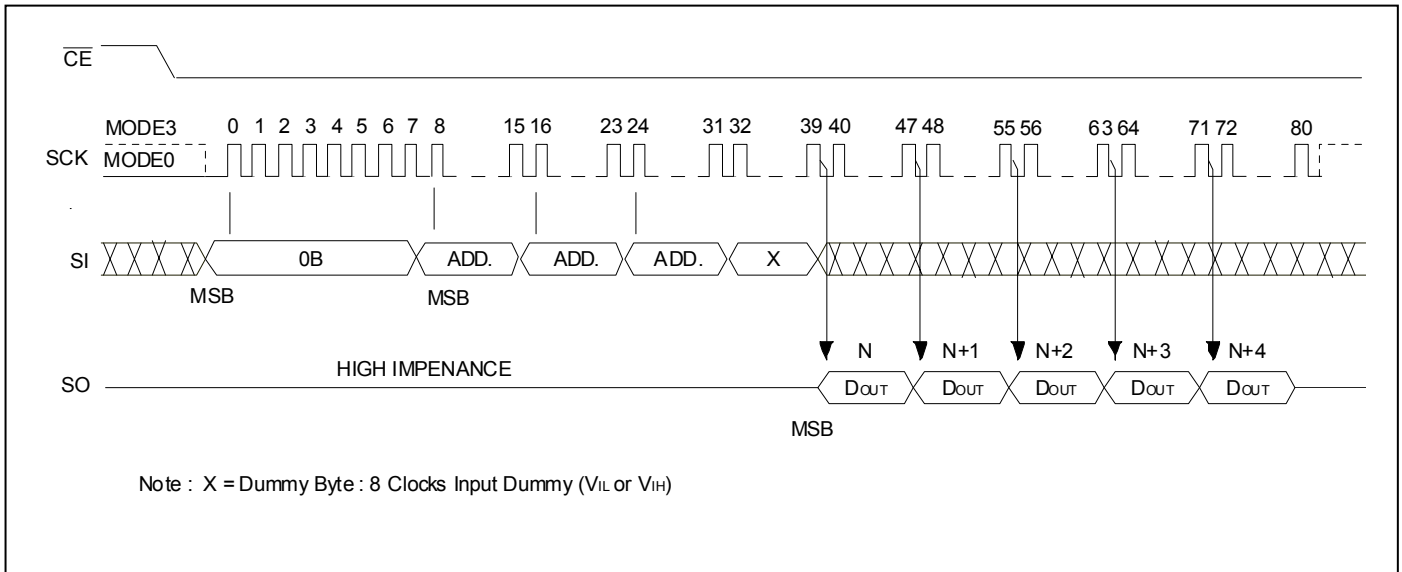 CE
MODE3 0 1 2 3 4 5 6 7 8 15 16 23 24 31 32 39 40 47 48 55 56 63 64 71 72 80
SCK MODE0
SI 0B ADD. ADD. ADD. X
MSB MSB
N N+1 N+2 N+3 N+4
HIGH IMPENANCE
SO DOUT DOUT DOUT DOUT DOUT
MSB
Note : X = Dummy Byte : 8 Clocks Input Dummy (VIL or VIH)